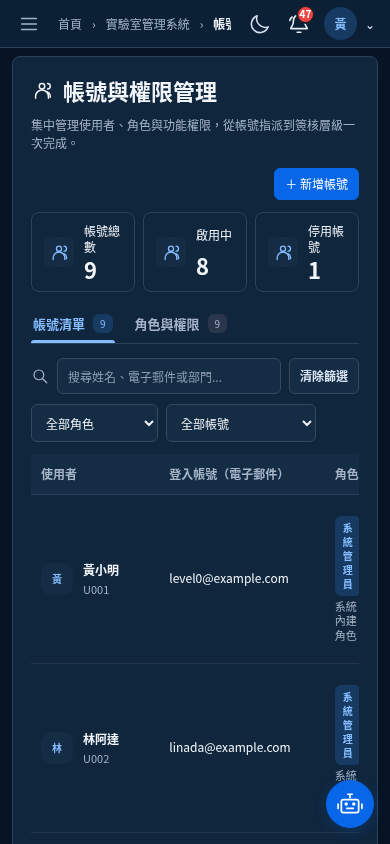 首頁 › 實驗室管理系統 ›
47
黃
帳號與權限管理
集中管理使用者、角色與功能權限，從帳號指派到簽核層級一
次完成。
＋ 新增帳號
帳號總
數
9
啟用中
8
停用帳
號
1
帳號清單 9
角色與權限 9
搜尋姓名、電子郵件或部門...
清除篩選
全部角色
全部帳號
使用者
登入帳號（電子郵件）
角色
黃
黃小明
U001
level0@example.com
系
統
管
理
員
系統
內建
角色
林
林阿達
U002
linada@example.com
系
統
管
理
員
系統